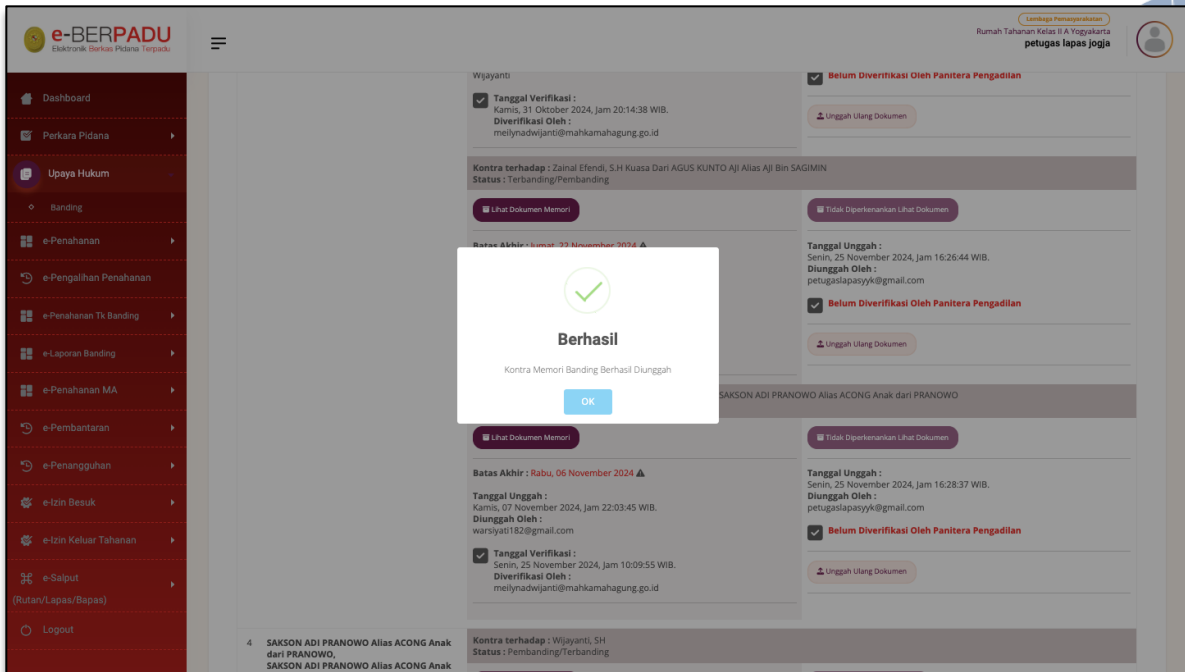 e-BERPADU
Elektronik Berkas Pidana Terpadu
Lembaga Pemasyarakatan
Rumah Tahanan Kelas II A Yogyakarta
petugas lapas jogja
Dashboard
Perkara Pidana
Upaya Hukum
Banding
e-Penahanan
e-Pengalihan Penahanan
e-Penahanan Tk Banding
e-Laporan Banding
e-Penahanan MA
e-Pembantaran
e-Penangguhan
e-Izin Besuk
e-Izin Keluar Tahanan
e-Salput
(Rutan/Lapas/Bapas)
Logout
Wijayanti
Tanggal Verifikasi :
Kamis, 31 Oktober 2024, Jam 20:14:38 WIB.
Diverifikasi Oleh :
meilynadwijanti@mahkamahagung.go.id
Belum Diverifikasi Oleh Panitera Pengadilan
Unggah Ulang Dokumen
Kontra terhadap : Zainal Efendi, S.H Kuasa Dari AGUS KUNTO AJI Alias AJI Bin SAGIMIN
Status : Terbanding/Pembanding
Lihat Dokumen Memori
Batas Akhir : Jumat, 22 November 2024
Tidak Diperkenankan Lihat Dokumen
Tanggal Unggah :
Senin, 25 November 2024, Jam 16:26:44 WIB.
Diunggah Oleh :
petugaslapasyyk@gmail.com
Belum Diverifikasi Oleh Panitera Pengadilan
Unggah Ulang Dokumen
Berhasil
Kontra Memori Banding Berhasil Diunggah
OK
SAKSON ADI PRANOWO Alias ACONG Anak dari PRANOWO
Lihat Dokumen Memori
Batas Akhir : Rabu, 06 November 2024
Tanggal Unggah :
Kamis, 07 November 2024, Jam 22:03:45 WIB.
Diunggah Oleh :
warsiyati182@gmail.com
Tanggal Verifikasi :
Senin, 25 November 2024, Jam 10:09:55 WIB.
Diverifikasi Oleh :
meilynadwijanti@mahkamahagung.go.id
Tidak Diperkenankan Lihat Dokumen
Tanggal Unggah :
Senin, 25 November 2024, Jam 16:28:37 WIB.
Diunggah Oleh :
petugaslapasyyk@gmail.com
Belum Diverifikasi Oleh Panitera Pengadilan
Unggah Ulang Dokumen
4 SAKSON ADI PRANOWO Alias ACONG Anak
dari PRANOWO,
SAKSON ADI PRANOWO Alias ACONG Anak
Kontra terhadap : Wijayanti, SH
Status : Pembanding/Terbanding